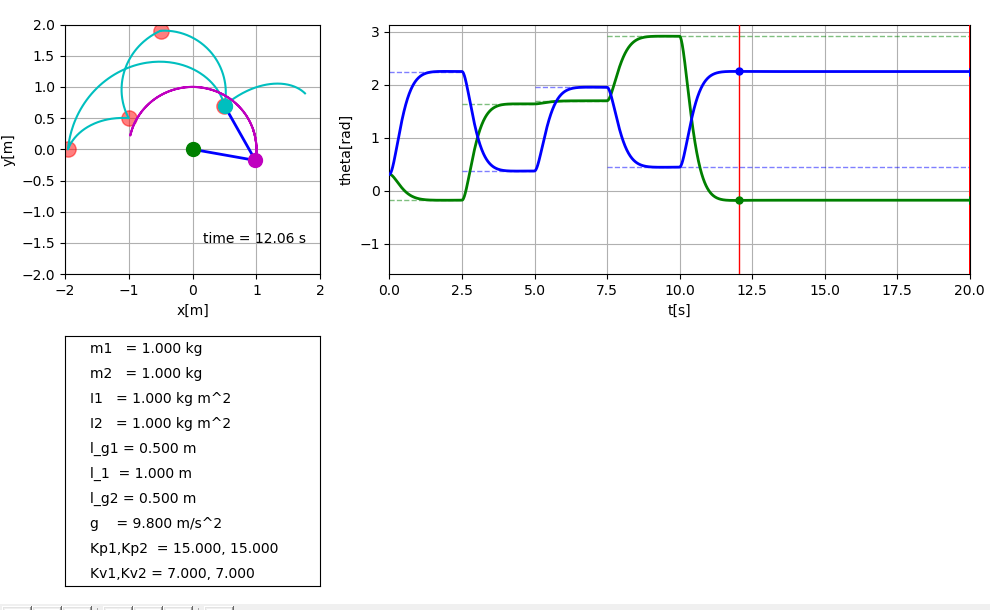 2.0
1.5
1.0
0.5
0.0
−0.5
−1.0
−1.5
−2.0
y[m]
time = 12.06 s
−2 −1 0 1 2
x[m]
3
2
1
0
−1
theta[rad]
0.0 2.5 5.0 7.5 10.0 12.5 15.0 17.5 20.0
t[s]
m1 = 1.000 kg
m2 = 1.000 kg
I1 = 1.000 kg m^2
I2 = 1.000 kg m^2
l_g1 = 0.500 m
l_1 = 1.000 m
l_g2 = 0.500 m
g = 9.800 m/s^2
Kp1,Kp2 = 15.000, 15.000
Kv1,Kv2 = 7.000, 7.000